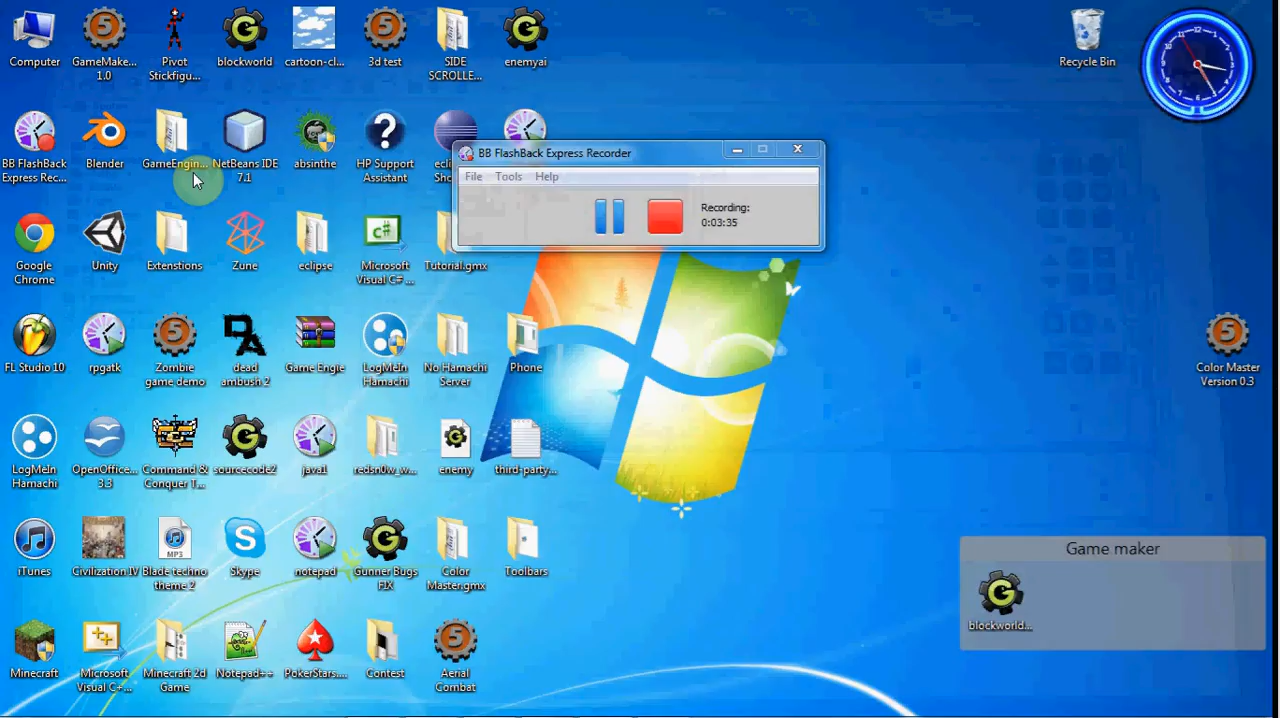 Computer
GameMake...
1.0
Pivot
Stickfigu...
blockworld
cartoon-cl...
3d test
SIDE
SCROLLE...
enemyai
Recycle Bin
BB FlashBack
Express Rec...
Blender
GameEngin...
NetBeans IDE
7.1
absinthe
HP Support
Assistant
BB FlashBack Express Recorder
File Tools Help
Recording:
0:03:35
Google
Chrome
Unity
Extenstions
Zune
eclipse
Microsoft
Visual C# ...
Tutorial.gmx
FL Studio 10
rpgatk
Zombie
game demo
dead
ambush 2
Game Engie
LogMeIn
Hamachi
No Hamachi
Server
Phone
Color Master
Version 0.3
LogMeIn
Hamachi
OpenOffice...
3.3
Command &
Conquer T...
sourcecode2
java1
redsn0w_w...
enemy
third-party...
iTunes
Civilization IV
MP3
Blade techno
theme 2
Skype
notepad
Gunner Bugs
FIX
Color
Master.gmx
Toolbars
Game maker
blockworld...
Minecraft
Microsoft
Visual C+...
Minecraft 2d
Game
Notepad++
PokerStars....
Contest
Aerial
Combat